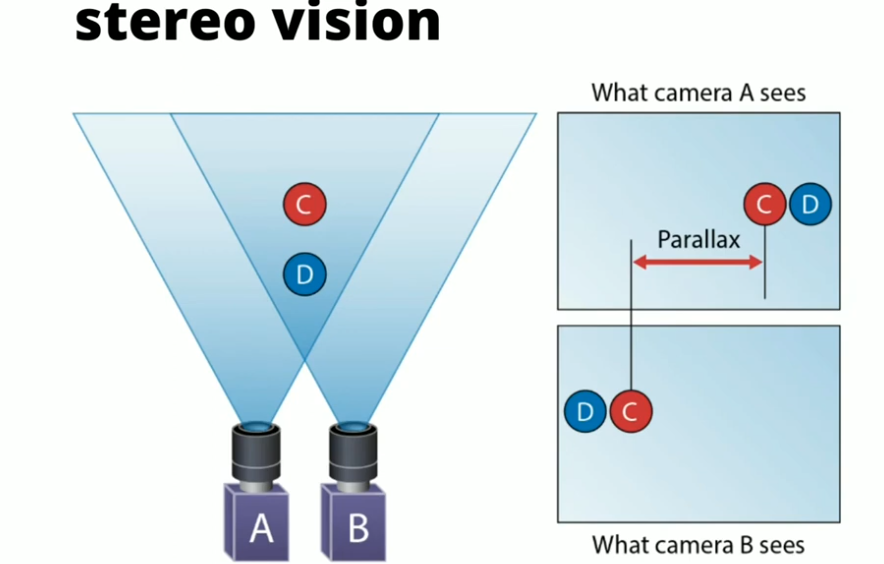 stereo vision
What camera A sees
C
D
C D
Parallax
D C
A
B
What camera B sees